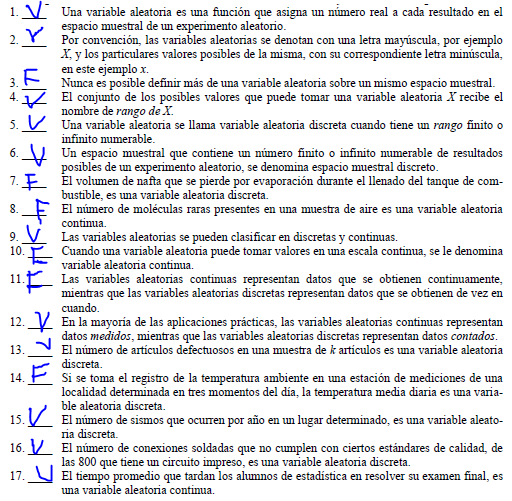 1. V Una variable aleatoria es una función que asigna un número real a cada resultado en el
espacio muestral de un experimento aleatorio.
2. V Por convención, las variables aleatorias se denotan con una letra mayúscula, por ejemplo
X, y los particulares valores posibles de la misma, con su correspondiente letra minúscula,
en este ejemplo x.
3. F Nunca es posible definir más de una variable aleatoria sobre un mismo espacio muestral.
4. V El conjunto de los posibles valores que puede tomar una variable aleatoria X recibe el
nombre de rango de X.
5. V Una variable aleatoria se llama variable aleatoria discreta cuando tiene un rango finito o
infinito numerable.
6. V Un espacio muestral que contiene un número finito o infinito numerable de resultados
posibles de un experimento aleatorio, se denomina espacio muestral discreto.
7. F El volumen de nafta que se pierde por evaporación durante el llenado del tanque de com-
bustible, es una variable aleatoria discreta.
8. F El número de moléculas raras presentes en una muestra de aire es una variable aleatoria
continua.
9. V Las variables aleatorias se pueden clasificar en discretas y continuas.
10. F Cuando una variable aleatoria puede tomar valores en una escala continua, se le denomina
variable aleatoria continua.
11. F Las variables aleatorias continuas representan datos que se obtienen continuamente,
mientras que las variables aleatorias discretas representan datos que se obtienen de vez en
cuando.
12. V En la mayoría de las aplicaciones prácticas, las variables aleatorias continuas representan
datos medidos, mientras que las variables aleatorias discretas representan datos contados.
13. V El número de artículos defectuosos en una muestra de k artículos es una variable aleatoria
discreta.
14. F Si se toma el registro de la temperatura ambiente en una estación de mediciones de una
localidad determinada en tres momentos del día, la temperatura media diaria es una varia-
ble aleatoria discreta.
15. V El número de sismos que ocurren por año en un lugar determinado, es una variable aleato-
ria discreta.
16. V El número de conexiones soldadas que no cumplen con ciertos estándares de calidad, de
las 800 que tiene un circuito impreso, es una variable aleatoria discreta.
17. V El tiempo promedio que tardan los alumnos de estadística en resolver su examen final, es
una variable aleatoria continua.